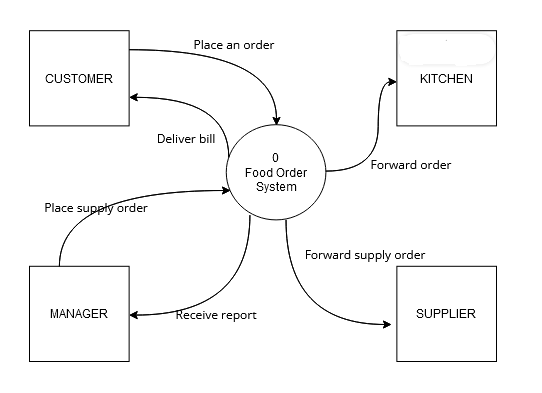 Place an order
CUSTOMER
KITCHEN
Deliver bill
0
Food Order
System
Forward order
Place supply order
Forward supply order
MANAGER
Receive report
SUPPLIER